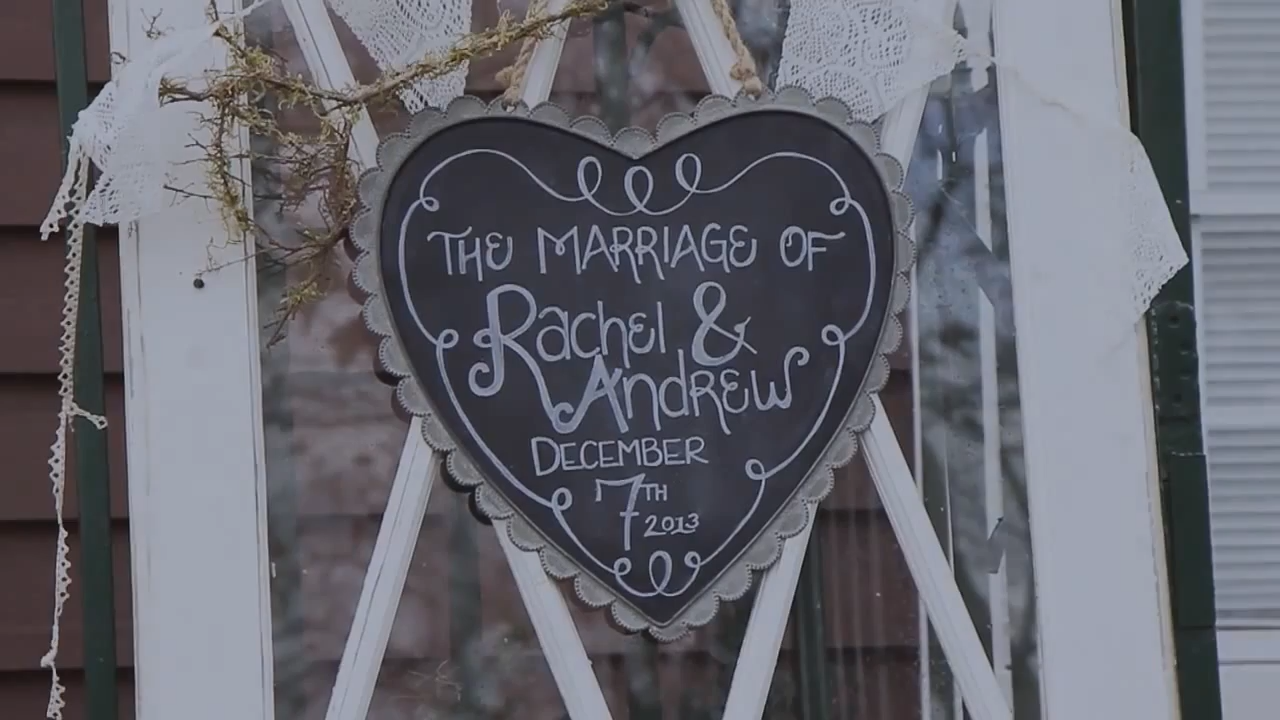 THE MARRIAGE OF
Rachel &
AndREW
DECEMBER
7TH
2013